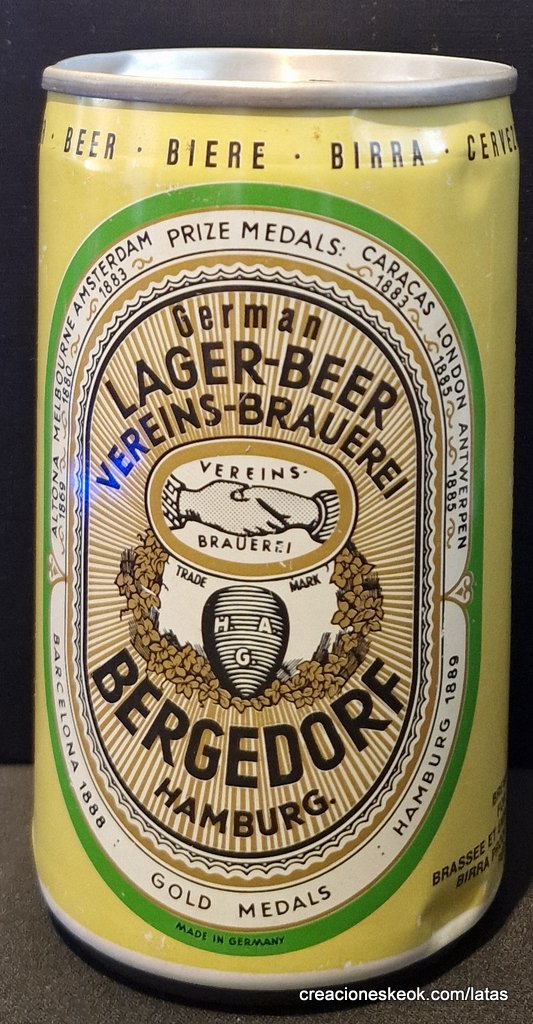 · BEER · BIERE · BIRRA ·
PRIZE MEDALS:
ALTONA 1869 MELBOURNE 1880 AMSTERDAM 1883
CARACAS 1883 LONDON 1885 ANTWERPEN 1885
German
LAGER-BEER
VEREINS-BRAUEREI
VEREINS-
BRAUEREI
TRADE MARK
H. A.
G.
BERGEDORF
HAMBURG.
BARCELONA 1888
HAMBURG 1889
GOLD MEDALS
MADE IN GERMANY
BRASSEE ET
BIRRA
creacioneskeok.com/latas